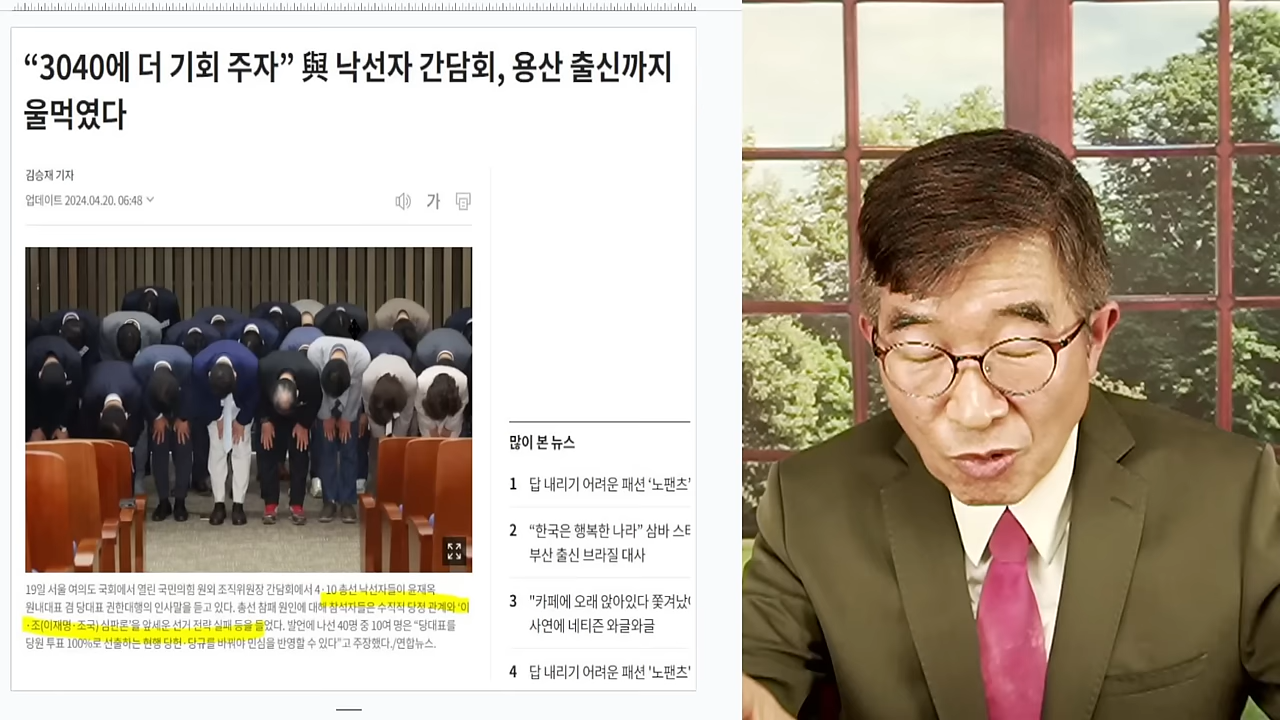 “3040에 더 기회 주자” 與 낙선자 간담회, 용산 출신까지
울먹였다
김승재 기자
업데이트 2024.04.20. 06:48
가
19일 서울 여의도 국회에서 열린 국민의힘 원외 조직위원장 간담회에서 4·10 총선 낙선자들이 윤재옥
원내대표 겸 당대표 권한대행의 인사말을 듣고 있다. 총선 참패 원인에 대해 참석자들은 수직적 당정 관계와 ‘이
·조(이재명·조국) 심판론’을 앞세운 선거 전략 실패 등을 들었다. 발언에 나선 40명 중 10여 명은 “당대표를
당원 투표 100%로 선출하는 현행 당헌·당규를 바꿔야 민심을 반영할 수 있다”고 주장했다./연합뉴스.
많이 본 뉴스
1 답 내리기 어려운 패션 ‘노팬츠’
2 “한국은 행복한 나라” 삼바 스타
부산 출신 브라질 대사
3 "카페에 오래 앉아있다 쫓겨났어
사연에 네티즌 와글와글
4 답 내리기 어려운 패션 '노팬츠'